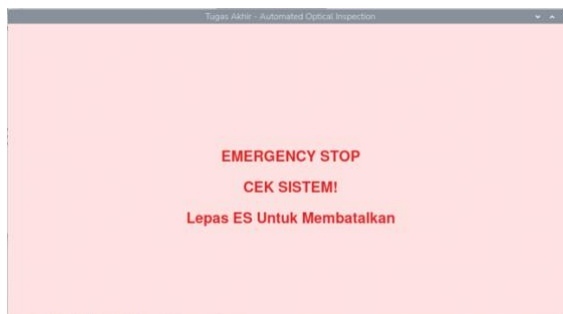 Tugas Akhir - Automated Optical Inspection
EMERGENCY STOP
CEK SISTEM!
Lepas ES Untuk Membatalkan